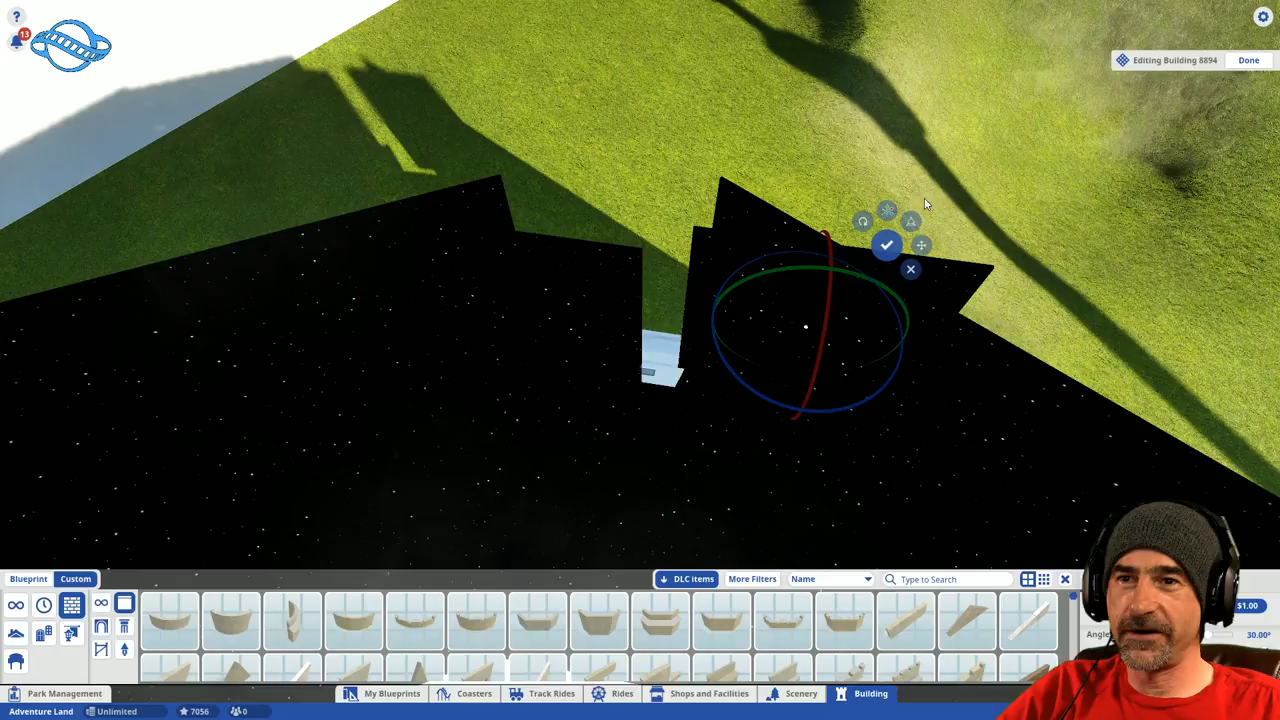 ?
13
Editing Building 8894 Done
Blueprint Custom
DLC items More Filters Name Type to Search
$1.00
Angle 30.00°
Park Management My Blueprints Coasters Track Rides Rides Shops and Facilities Scenery Building
Adventure Land Unlimited 7056 0